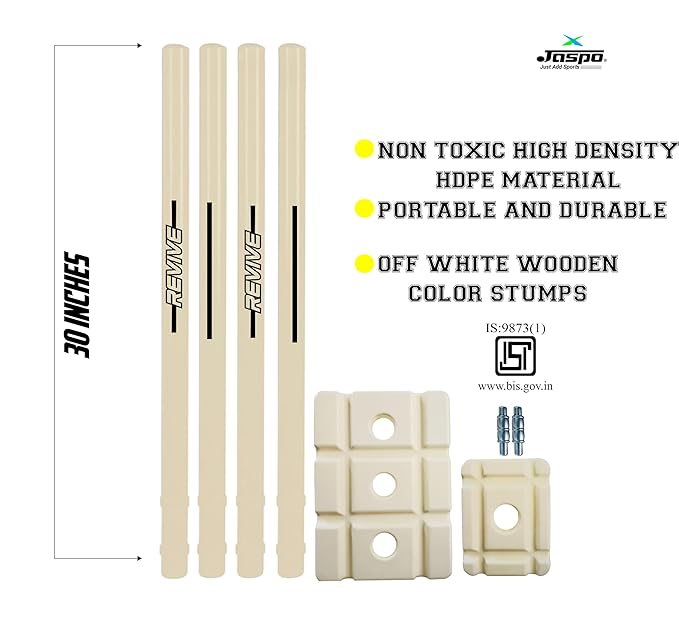 Jaspo®
Just Add Sports
NON TOXIC HIGH DENSITY
HDPE MATERIAL
PORTABLE AND DURABLE
OFF WHITE WOODEN
COLOR STUMPS
IS:9873(1)
ISI
www.bis.gov.in
30 INCHES
REVIVE
REVIVE